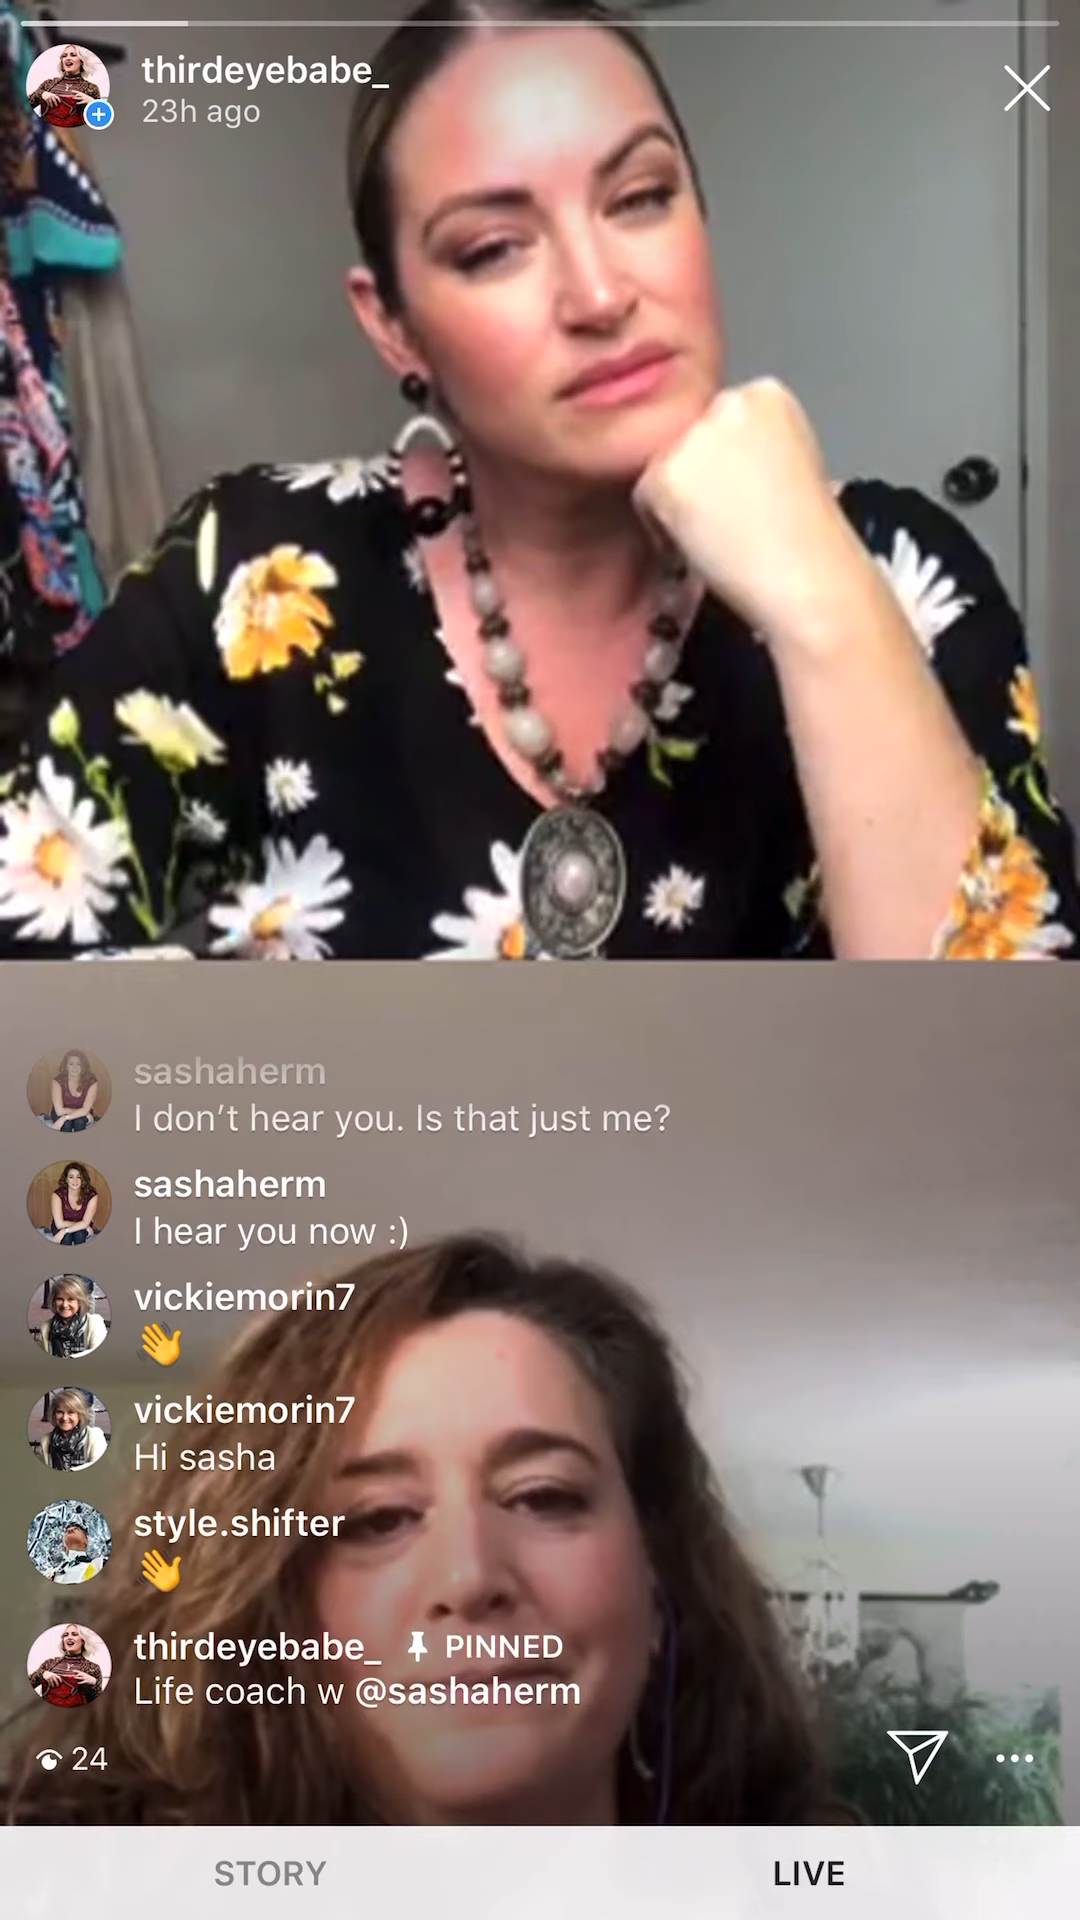 thirdeyebabe_
23h ago
sashaherm
I don't hear you. Is that just me?
sashaherm
I hear you now :)
vickiemorin7
👋
vickiemorin7
Hi sasha
style.shifter
👋
thirdeyebabe_ PINNED
Life coach w @sashaherm
24
STORY LIVE